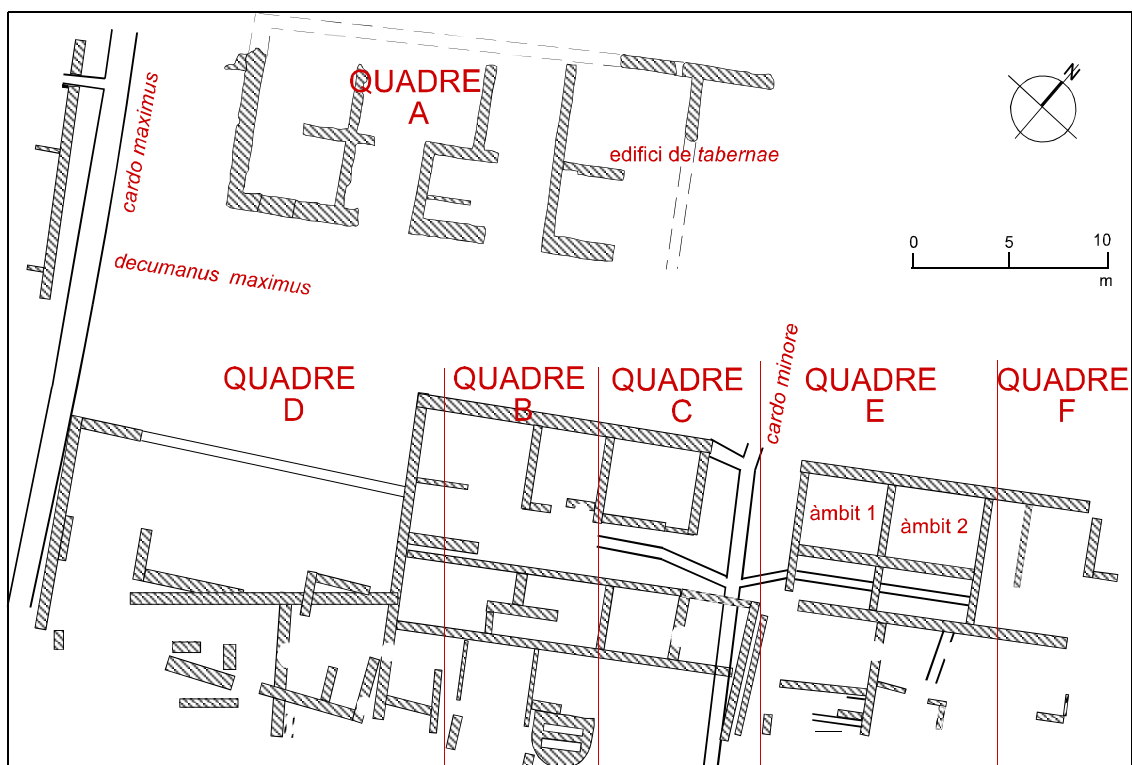 QUADRE
A
N
edifici de tabernae
cardo maximus
decumanus maximus
0 5 10
m
QUADRE
D
QUADRE
B
QUADRE
C
cardo minore
QUADRE
E
QUADRE
F
àmbit 1
àmbit 2